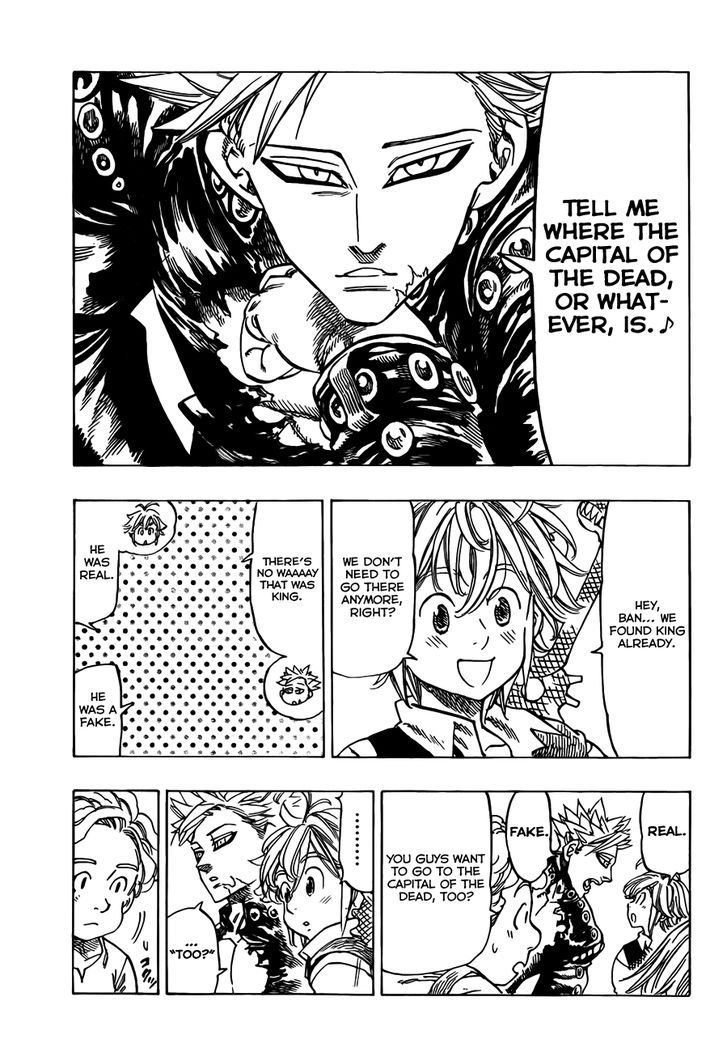 TELL ME
WHERE THE
CAPITAL OF
THE DEAD,
OR WHAT-
EVER, IS. ♪
HEY,
BAN... WE
FOUND KING
ALREADY.
WE DON'T
NEED TO
GO THERE
ANYMORE,
RIGHT?
THERE'S
NO WAAAAY
THAT WAS
KING.
HE
WAS
REAL.
HE
WAS A
FAKE.
REAL.
FAKE.
YOU GUYS WANT
TO GO TO THE
CAPITAL OF THE
DEAD, TOO?
.........
...
"TOO?"